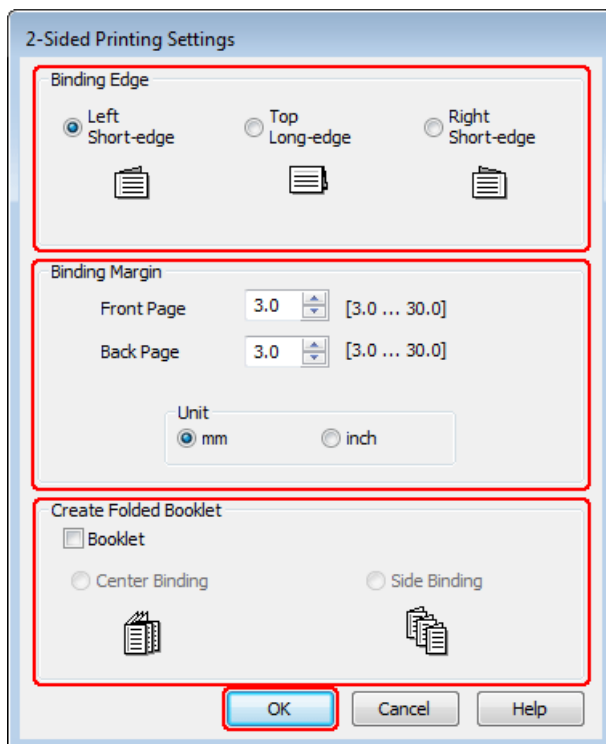 2-Sided Printing Settings
Binding Edge
Left Short-edge
Top Long-edge
Right Short-edge
Binding Margin
Front Page 3.0 [3.0 ... 30.0]
Back Page 3.0 [3.0 ... 30.0]
Unit
mm inch
Create Folded Booklet
Booklet
Center Binding Side Binding
OK Cancel Help